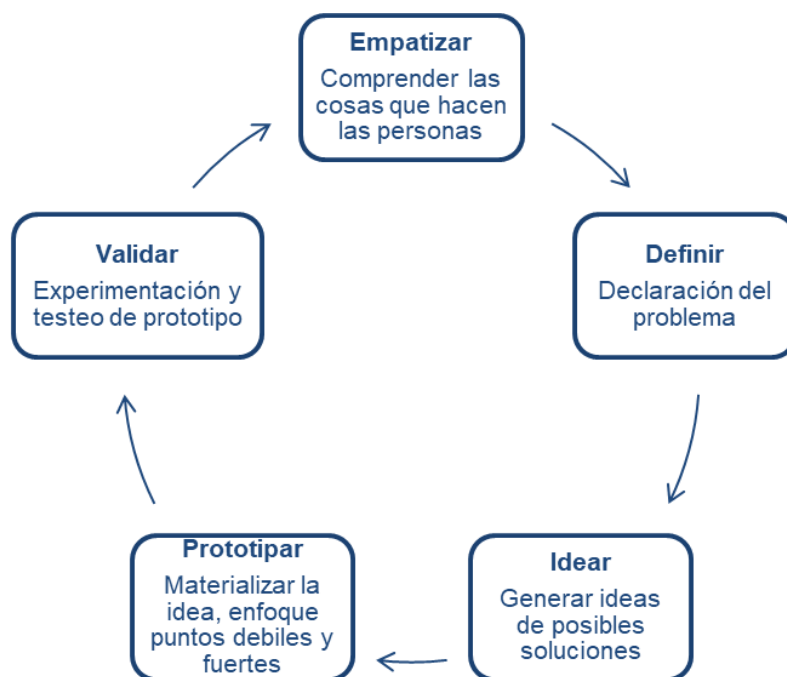 Empatizar
Comprender las
cosas que hacen
las personas
Definir
Declaración del
problema
Idear
Generar ideas
de posibles
soluciones
Prototipar
Materializar la
idea, enfoque
puntos debiles y
fuertes
Validar
Experimentación y
testeo de prototipo